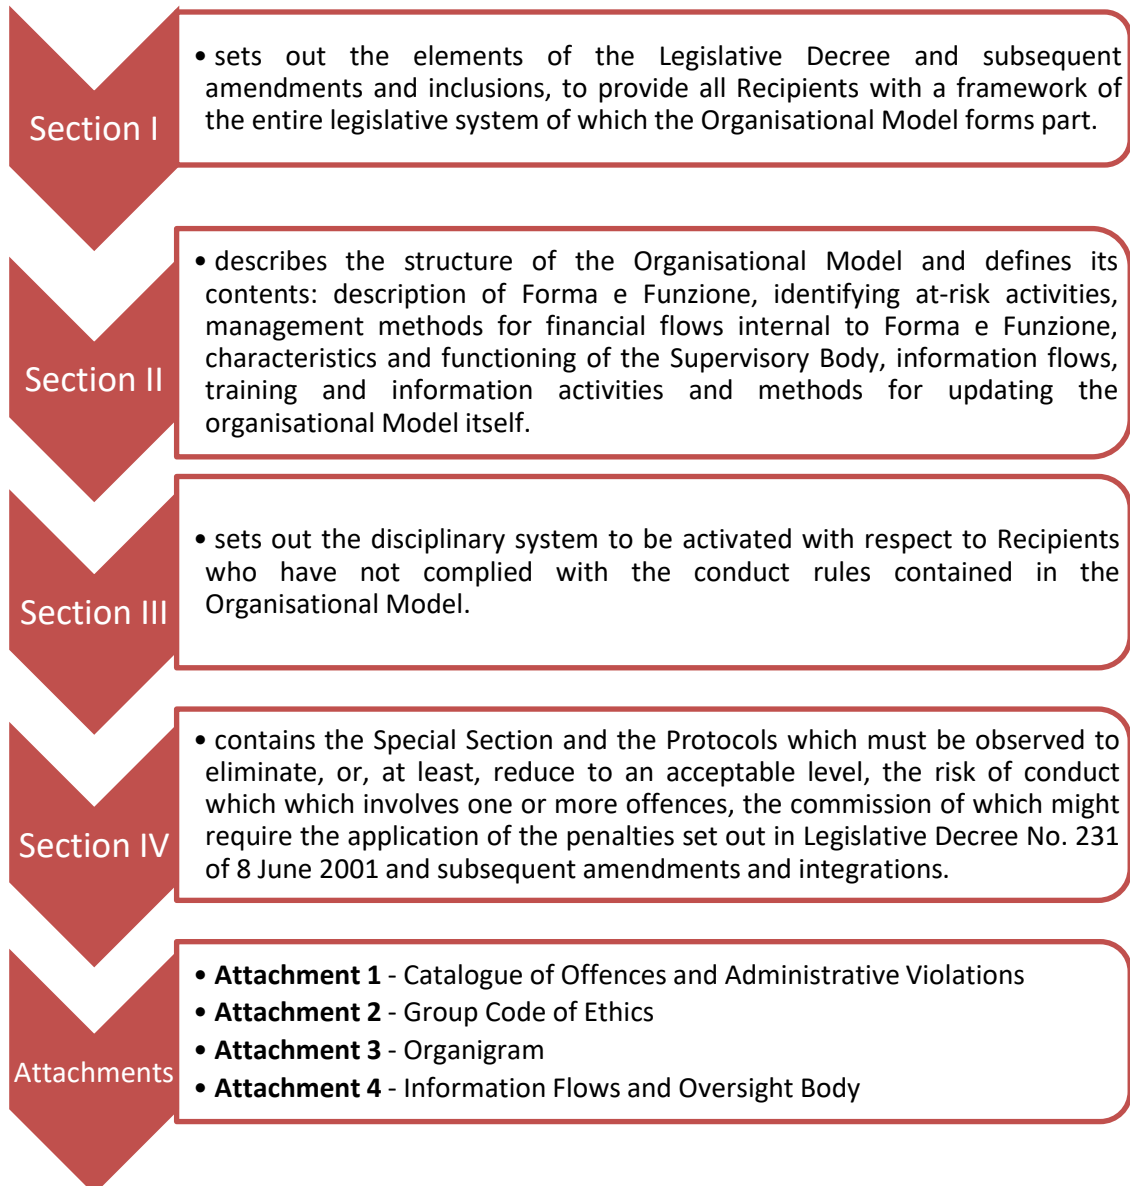 Section I
• sets out the elements of the Legislative Decree and subsequent
amendments and inclusions, to provide all Recipients with a framework of
the entire legislative system of which the Organisational Model forms part.
Section II
• describes the structure of the Organisational Model and defines its
contents: description of Forma e Funzione, identifying at-risk activities,
management methods for financial flows internal to Forma e Funzione,
characteristics and functioning of the Supervisory Body, information flows,
training and information activities and methods for updating the
organisational Model itself.
Section III
• sets out the disciplinary system to be activated with respect to Recipients
who have not complied with the conduct rules contained in the
Organisational Model.
Section IV
• contains the Special Section and the Protocols which must be observed to
eliminate, or, at least, reduce to an acceptable level, the risk of conduct
which which involves one or more offences, the commission of which might
require the application of the penalties set out in Legislative Decree No. 231
of 8 June 2001 and subsequent amendments and integrations.
Attachments
• Attachment 1 - Catalogue of Offences and Administrative Violations
• Attachment 2 - Group Code of Ethics
• Attachment 3 - Organigram
• Attachment 4 - Information Flows and Oversight Body